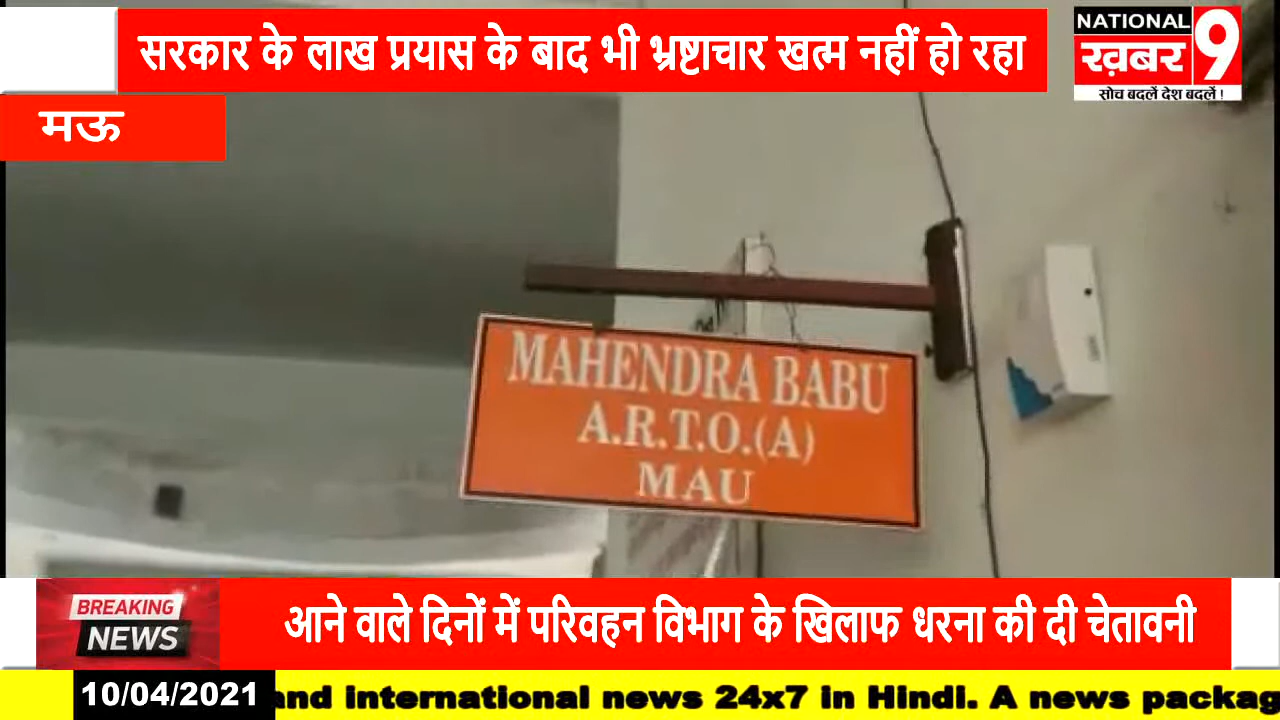 सरकार के लाख प्रयास के बाद भी भ्रष्टाचार खत्म नहीं हो रहा
NATIONAL
ख़बर 9
सोच बदलें देश बदलें !
मऊ
MAHENDRA BABU
A.R.T.O.(A)
MAU
BREAKING
NEWS
आने वाले दिनों में परिवहन विभाग के खिलाफ धरना की दी चेतावनी
10/04/2021
and international news 24x7 in Hindi. A news packag